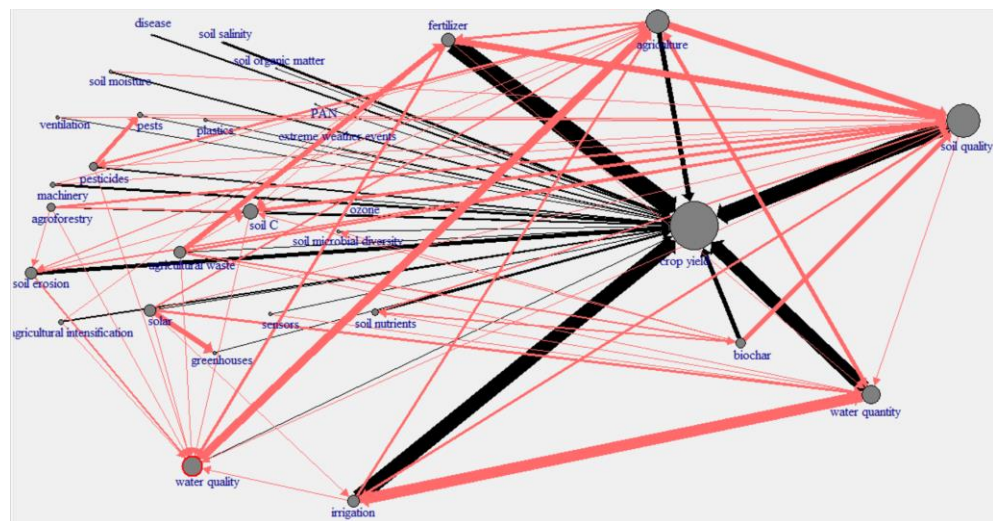 disease
fertilizer
agriculture
soil salinity
soil organic matter
soil moisture
PAN
ventilation
pests
plastics
extreme weather events
soil quality
pesticides
machinery
agroforestry
soil C
ozone
soil microbial diversity
agricultural waste
crop yield
soil erosion
agricultural intensification
solar
sensors
soil nutrients
greenhouses
biochar
water quantity
water quality
irrigation